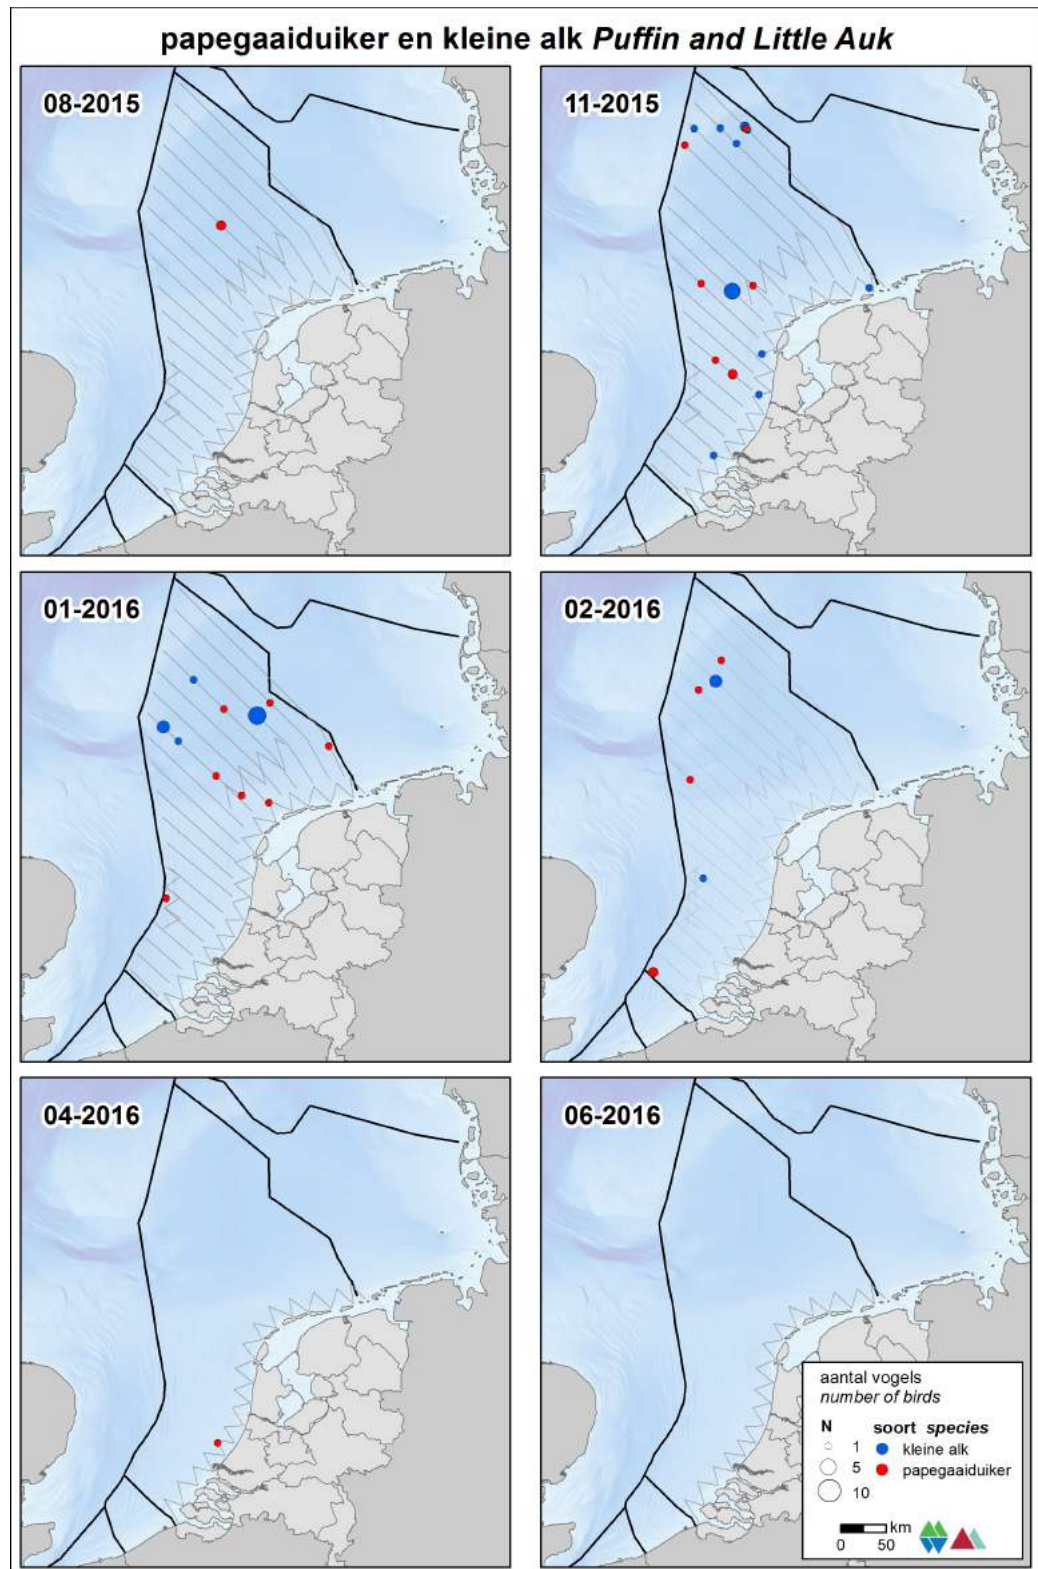 papegaaiduiker en kleine alk Puffin and Little Auk
08-2015
11-2015
01-2016
02-2016
04-2016
06-2016
aantal vogels
number of birds
N soort species
1 kleine alk
5 papegaaiduiker
10
km
0 50